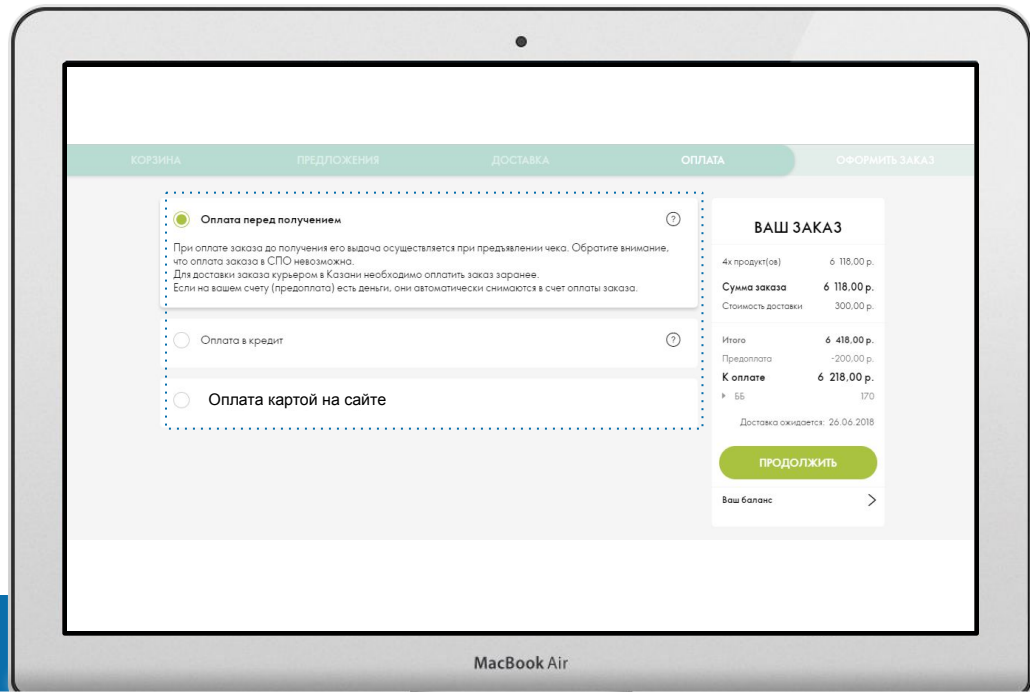 КОРЗИНА ПРЕДЛОЖЕНИЯ ДОСТАВКА ОПЛАТА ОФОРМИТЬ ЗАКАЗ
Оплата перед получением ?
При оплате заказа до получения его выдача осуществляется при предъявлении чека. Обратите внимание,
что оплата заказа в СПО невозможна.
Для доставки заказа курьером в Казани необходимо оплатить заказ заранее.
Если на вашем счету (предоплата) есть деньги, они автоматически снимаются в счет оплаты заказа.
Оплата в кредит ?
Оплата картой на сайте
ВАШ ЗАКАЗ
4х продукт(ов) 6 118,00 р.
Сумма заказа 6 118,00 р.
Стоимость доставки 300,00 р.
Итого 6 418,00 р.
Предоплата -200,00 р.
К оплате 6 218,00 р.
ББ 170
Доставка ожидается: 26.06.2018
ПРОДОЛЖИТЬ
Ваш баланс
MacBook Air